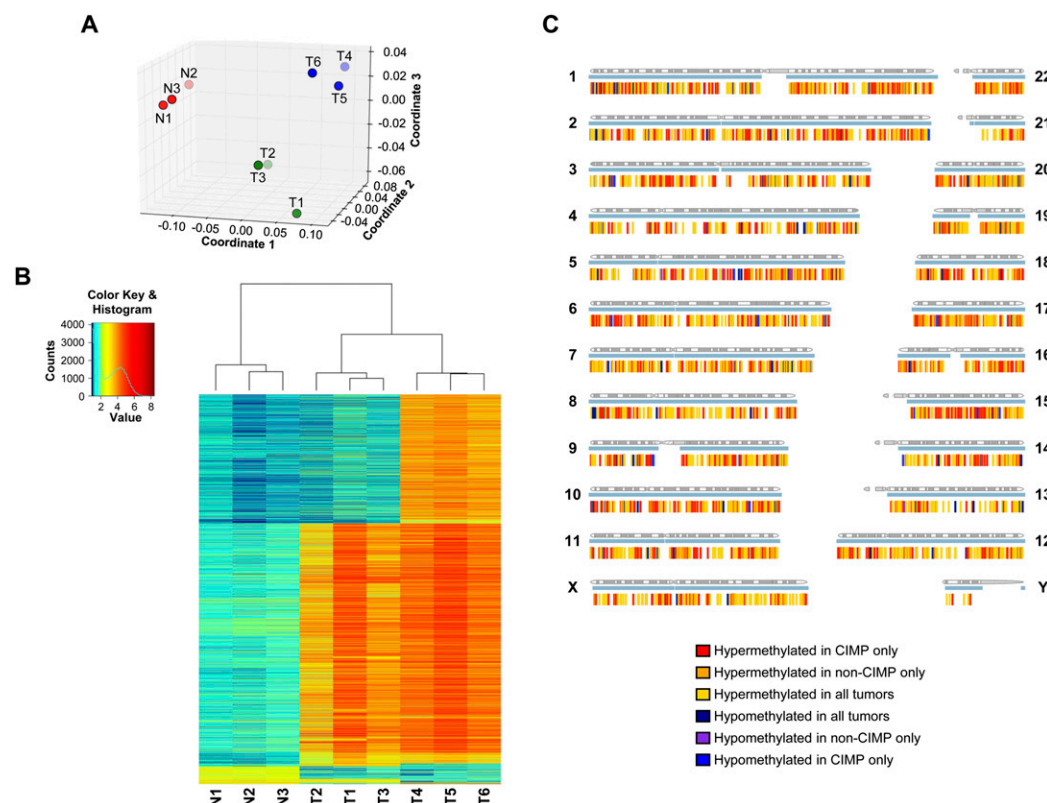 A
N1
N3
N2
T6
T4
T5
T2
T3
T1
0.04
0.02
0.00
-0.02
-0.04
-0.06
Coordinate 3
0.08
0.04
0.00
-0.04
Coordinate 2
-0.10
-0.05
0.00
0.05
0.10
Coordinate 1
B
Color Key &
Histogram
4000
3000
2000
1000
0
Counts
2 4 6 8
Value
N1 N2 N3 T2 T1 T3 T4 T5 T6
C
1 22
2 21
3 20
4 19
5 18
6 17
7 16
8 15
9 14
10 13
11 12
X Y
Hypermethylated in CIMP only
Hypermethylated in non-CIMP only
Hypermethylated in all tumors
Hypomethylated in all tumors
Hypomethylated in non-CIMP only
Hypomethylated in CIMP only